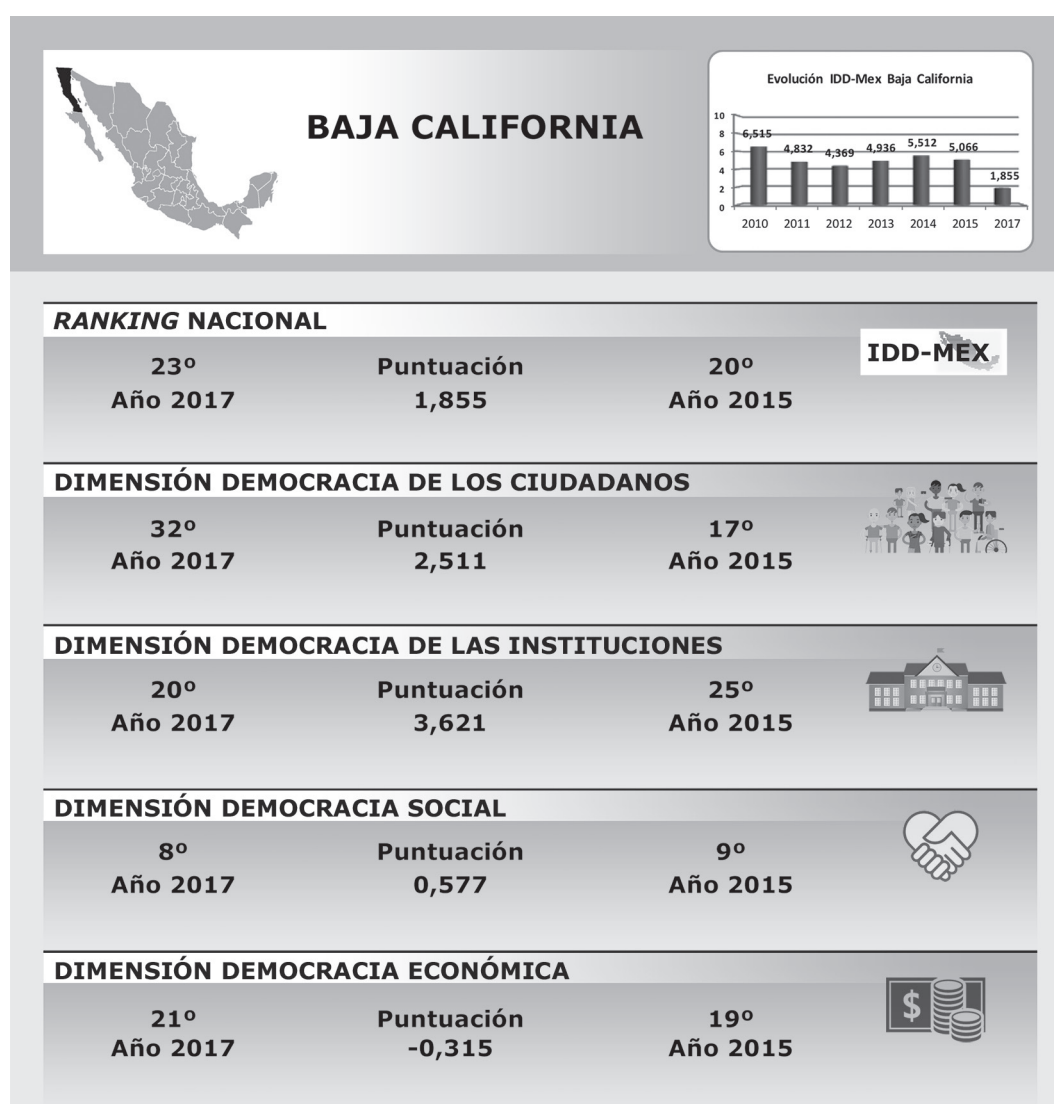 BAJA CALIFORNIA
Evolución IDD-Mex Baja California
10
8
6
4
2
0
6,515
4,832
4,369
4,936
5,512
5,066
1,855
2010 2011 2012 2013 2014 2015 2017
RANKING NACIONAL
IDD-MEX
23º Puntuación 20º
Año 2017 1,855 Año 2015
DIMENSIÓN DEMOCRACIA DE LOS CIUDADANOS
32º Puntuación 17º
Año 2017 2,511 Año 2015
DIMENSIÓN DEMOCRACIA DE LAS INSTITUCIONES
20º Puntuación 25º
Año 2017 3,621 Año 2015
DIMENSIÓN DEMOCRACIA SOCIAL
8º Puntuación 9º
Año 2017 0,577 Año 2015
DIMENSIÓN DEMOCRACIA ECONÓMICA
$
21º Puntuación 19º
Año 2017 -0,315 Año 2015